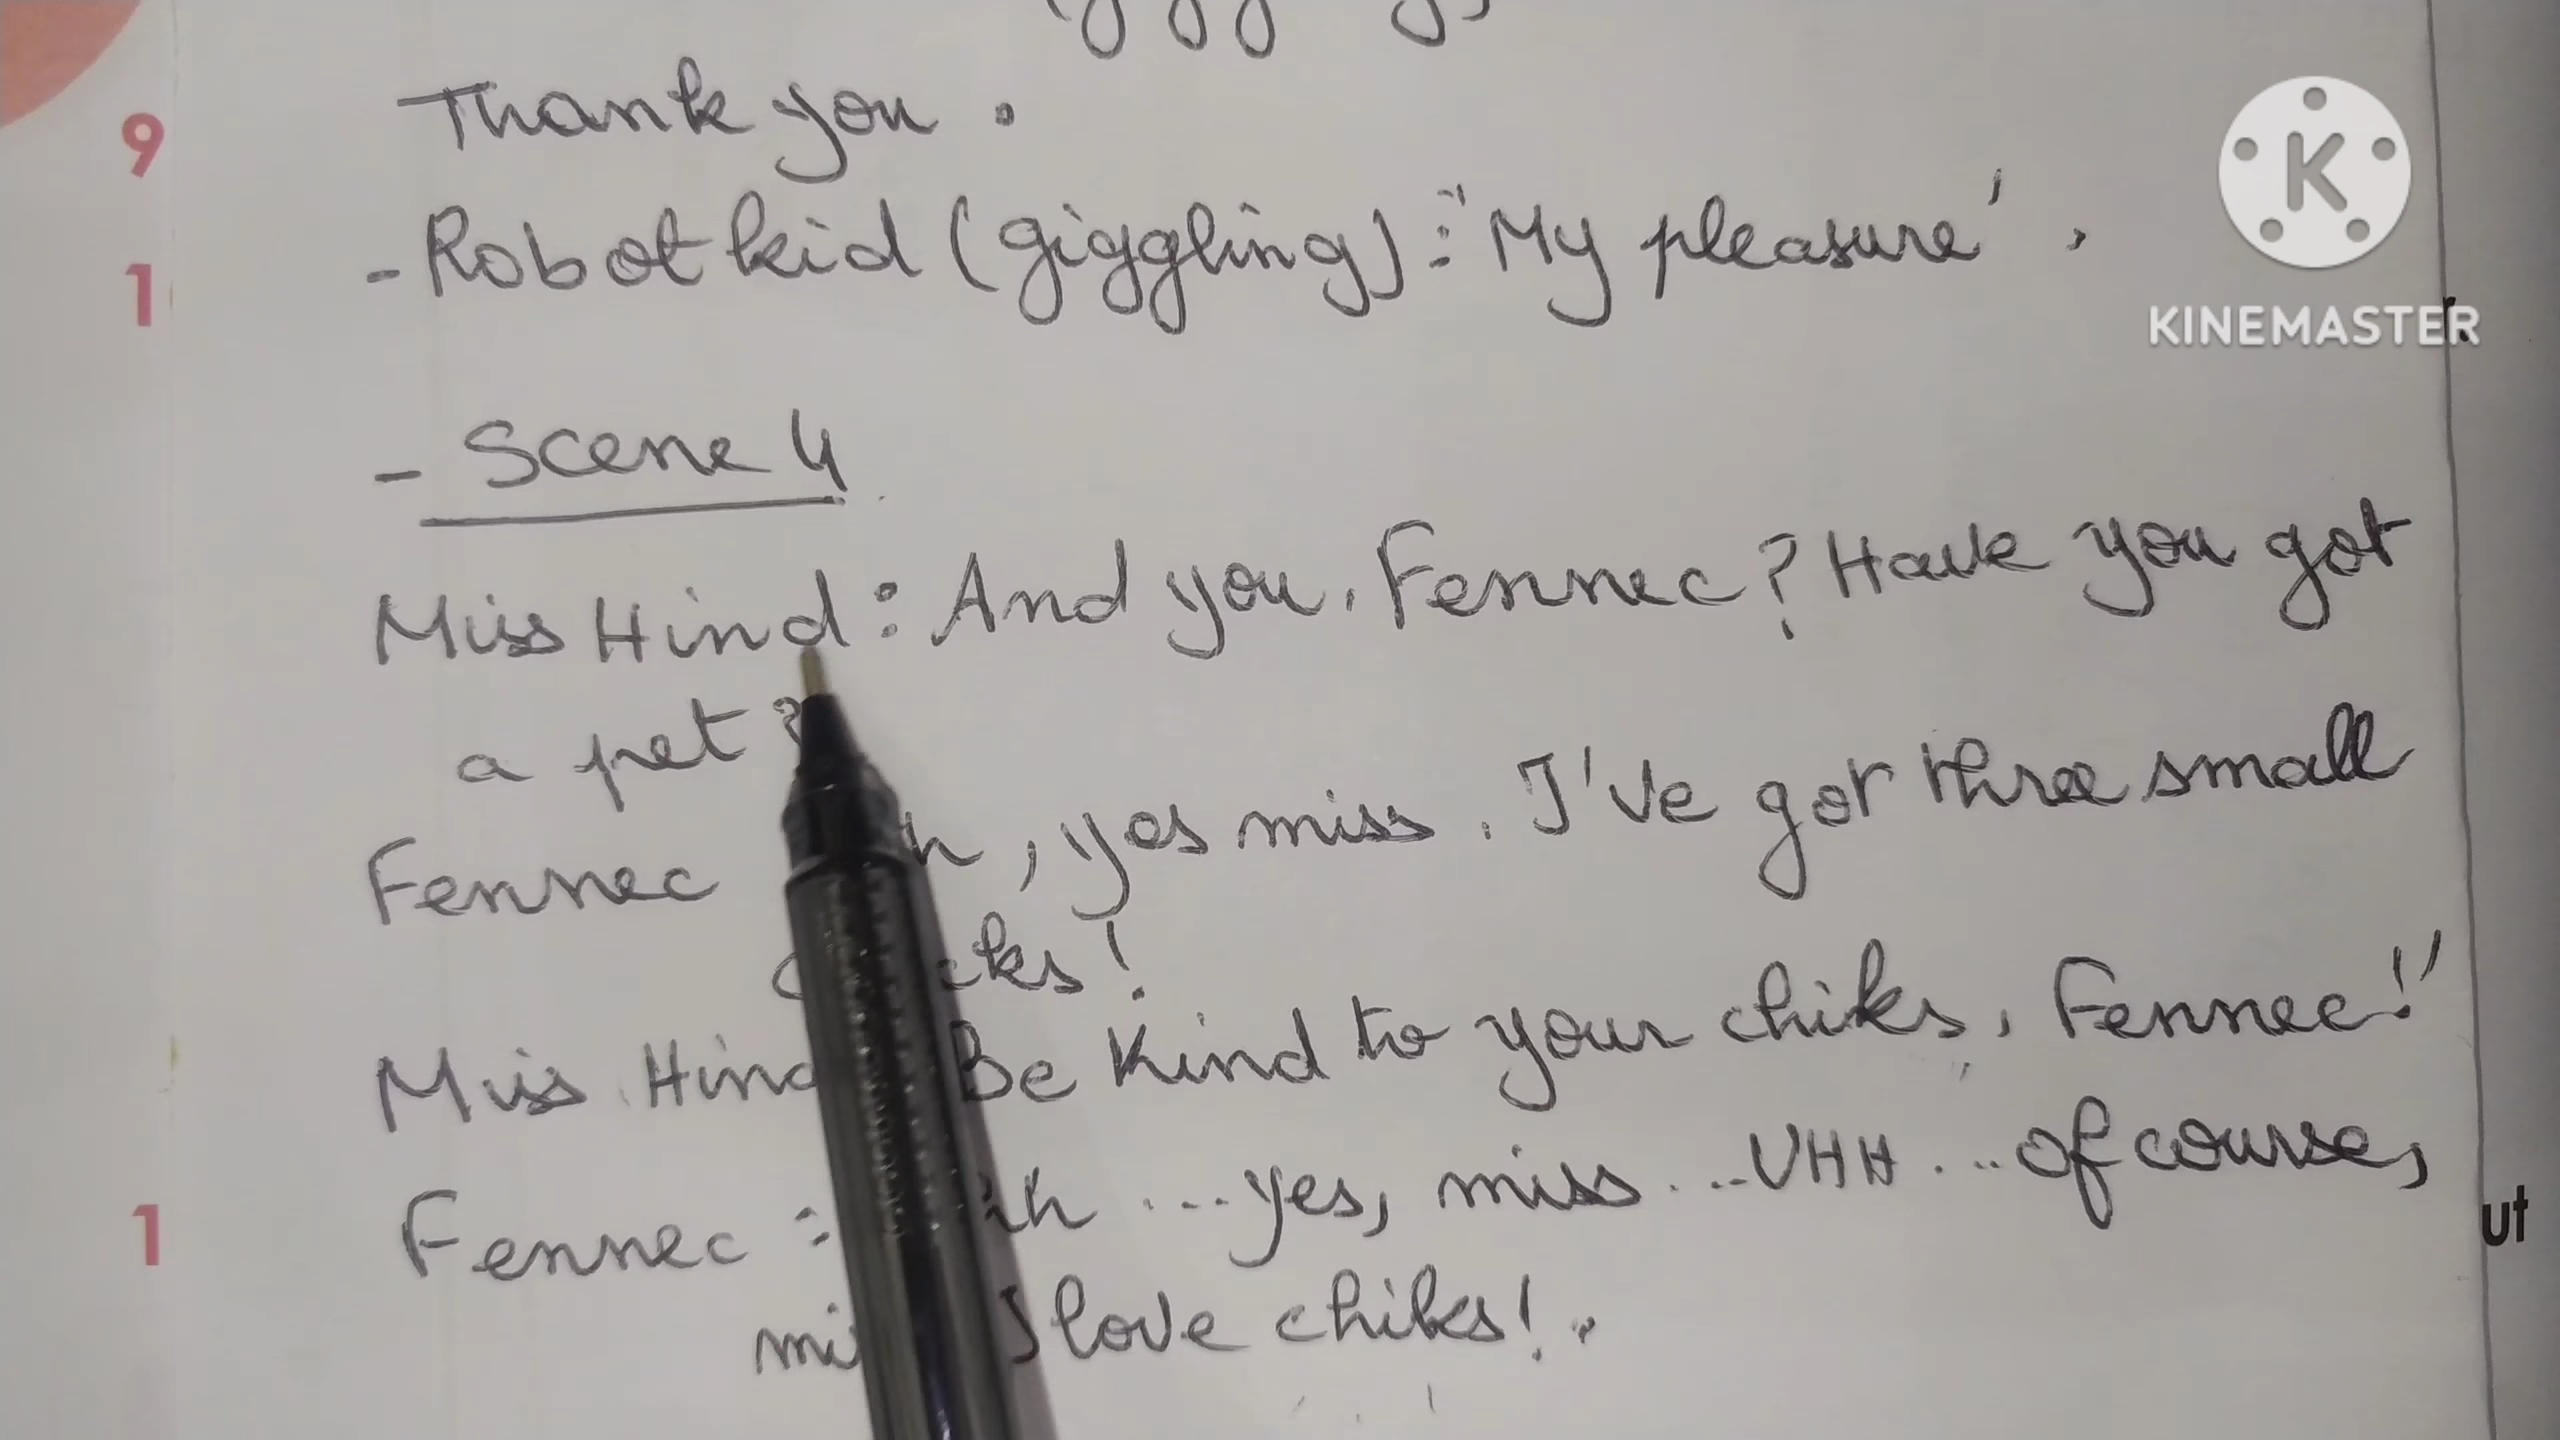 Thank you.
- Robot kid (giggling): "My pleasure'.
- Scene 4
Miss Hind: And you, Fennec? Have you got
a pet?
Fennec , yes miss. I've got three small
Miss Hind Be Kind to your chiks, Fennec!"
Fennec: ... yes, miss... UHH... of course,
I love chiks!.
9
1
1
ut
K
KINEMASTER